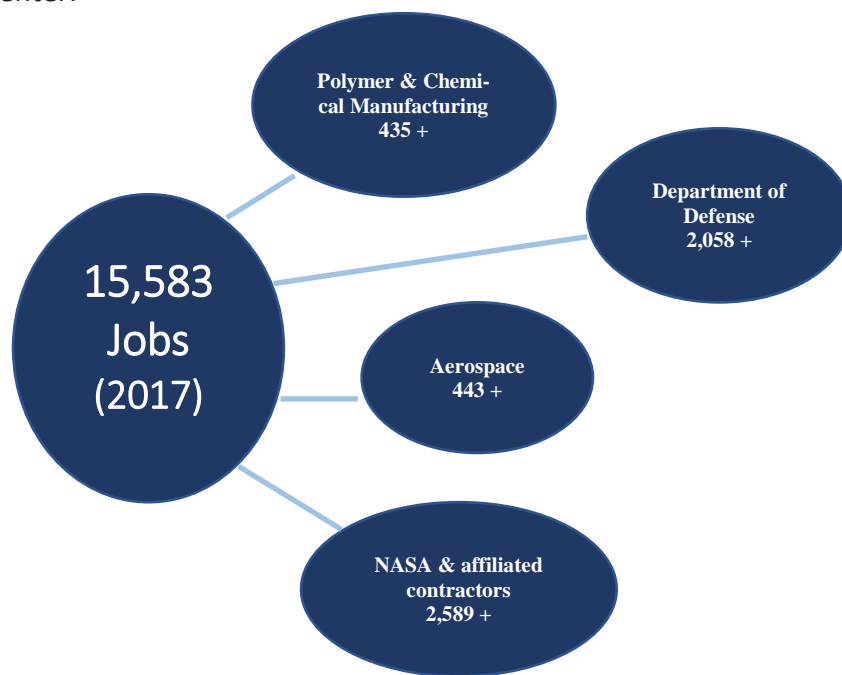 Polymer & Chemi-
cal Manufacturing
435 +
Department of
Defense
2,058 +
15,583
Jobs
(2017)
Aerospace
443 +
NASA & affiliated
contractors
2,589 +